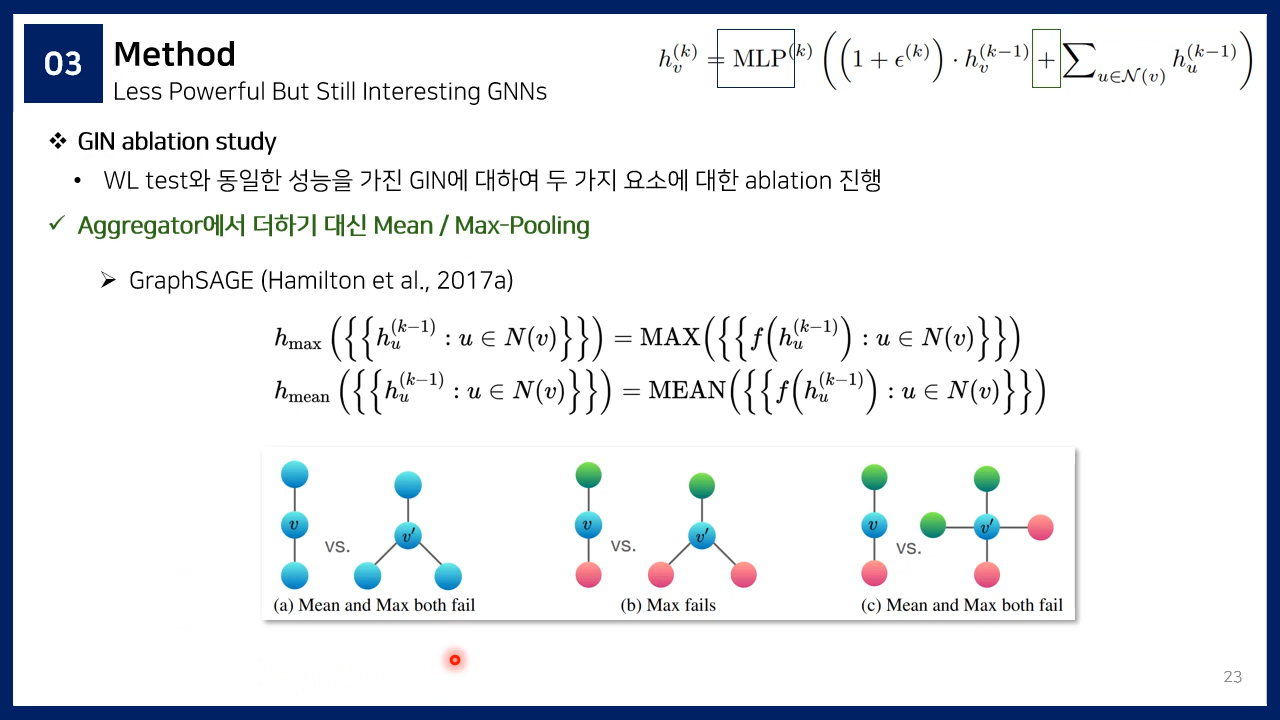 03
Method
Less Powerful But Still Interesting GNNs
h_v^{(k)} = MLP^{(k)} ( ( 1 + ϵ^{(k)} ) · h_v^{(k−1)} + ∑_{u∈𝒩(v)} h_u^{(k−1)} )
❖ GIN ablation study
• WL test와 동일한 성능을 가진 GIN에 대하여 두 가지 요소에 대한 ablation 진행
✓ Aggregator에서 더하기 대신 Mean / Max-Pooling
➢ GraphSAGE (Hamilton et al., 2017a)
h_{max} ( { { h_u^{(k−1)} : u ∈ N(v) } } ) = MAX ( { { f ( h_u^{(k−1)} ) : u ∈ N(v) } } )
h_{mean} ( { { h_u^{(k−1)} : u ∈ N(v) } } ) = MEAN ( { { f ( h_u^{(k−1)} ) : u ∈ N(v) } } )
v vs. v′
(a) Mean and Max both fail
v vs. v′
(b) Max fails
v vs. v′
(c) Mean and Max both fail
23